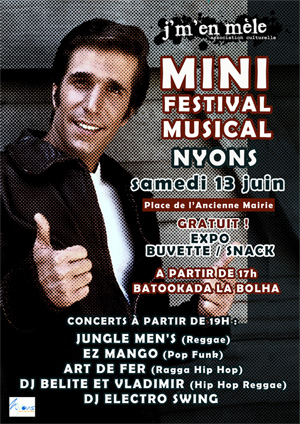 j'm'en mèle
association culturelle
MINI
FESTIVAL
MUSICAL
NYONS
samedi 13 juin
Place de l'Ancienne Mairie
GRATUIT !
EXPO
BUVETTE / SNACK
A PARTIR DE 17h
BATOOKADA LA BOLHA
CONCERTS À PARTIR DE 19H :
JUNGLE MEN'S (Reggae)
EZ MANGO (Pop Funk)
ART DE FER (Ragga Hip Hop)
DJ BELITE ET VLADIMIR (Hip Hop Reggae)
DJ ELECTRO SWING